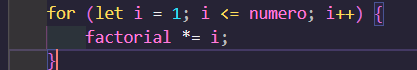 for (let i = 1; i <= numero; i++) {
factorial *= i;
}